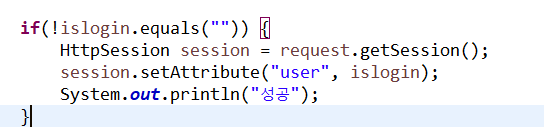 if(!islogin.equals("")) {
    HttpSession session = request.getSession();
    session.setAttribute("user", islogin);
    System.out.println("성공");
}